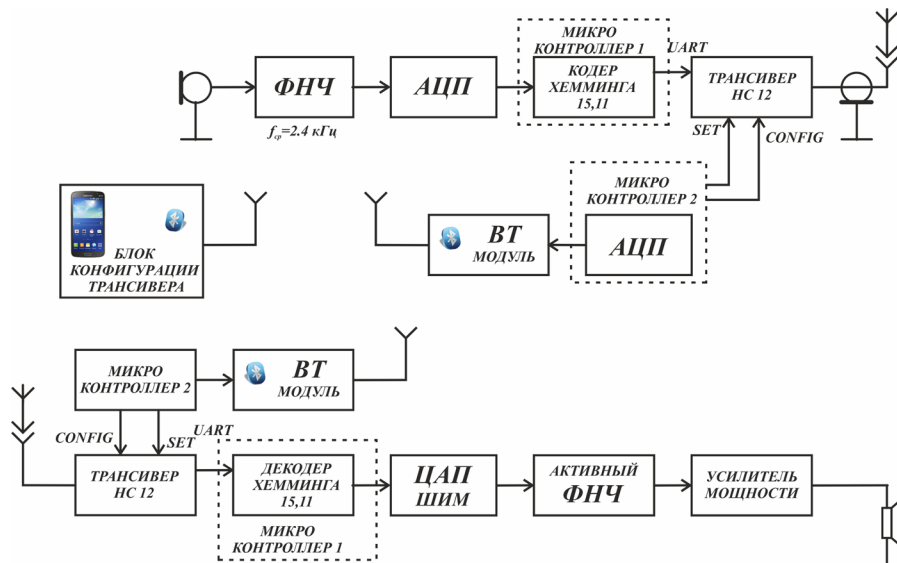 МИКРО
КОНТРОЛЛЕР 1
UART
ФНЧ
АЦП
КОДЕР
ХЕММИНГА
15,11
ТРАНСИВЕР
HC 12
fср=2.4 кГц
SET
CONFIG
МИКРО
КОНТРОЛЛЕР 2
BT
МОДУЛЬ
АЦП
БЛОК
КОНФИГУРАЦИИ
ТРАНСИВЕРА
МИКРО
КОНТРОЛЛЕР 2
BT
МОДУЛЬ
CONFIG
SET
UART
ТРАНСИВЕР
HC 12
ДЕКОДЕР
ХЕММИНГА
15,11
МИКРО
КОНТРОЛЛЕР 1
ЦАП
ШИМ
АКТИВНЫЙ
ФНЧ
УСИЛИТЕЛЬ
МОЩНОСТИ